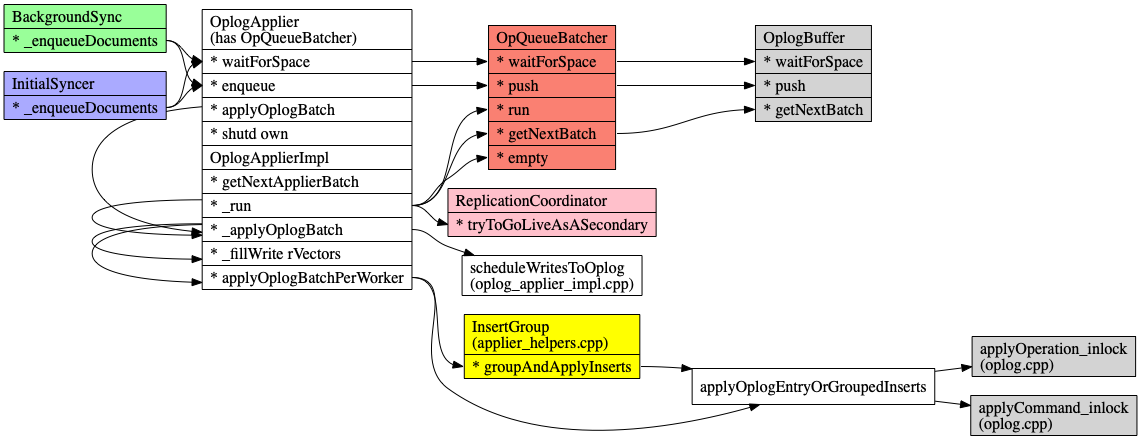 BackgroundSync
* _enqueueDocuments
InitialSyncer
* _enqueueDocuments
OplogApplier
(has OpQueueBatcher)
* waitForSpace
* enqueue
* applyOplogBatch
* shutd own
OplogApplierImpl
* getNextApplierBatch
* _run
* _applyOplogBatch
* _fillWrite rVectors
* applyOplogBatchPerWorker
OpQueueBatcher
* waitForSpace
* push
* run
* getNextBatch
* empty
OplogBuffer
* waitForSpace
* push
* getNextBatch
ReplicationCoordinator
* tryToGoLiveAsASecondary
scheduleWritesToOplog
(oplog_applier_impl.cpp)
InsertGroup
(applier_helpers.cpp)
* groupAndApplyInserts
applyOplogEntryOrGroupedInserts
applyOperation_inlock
(oplog.cpp)
applyCommand_inlock
(oplog.cpp)